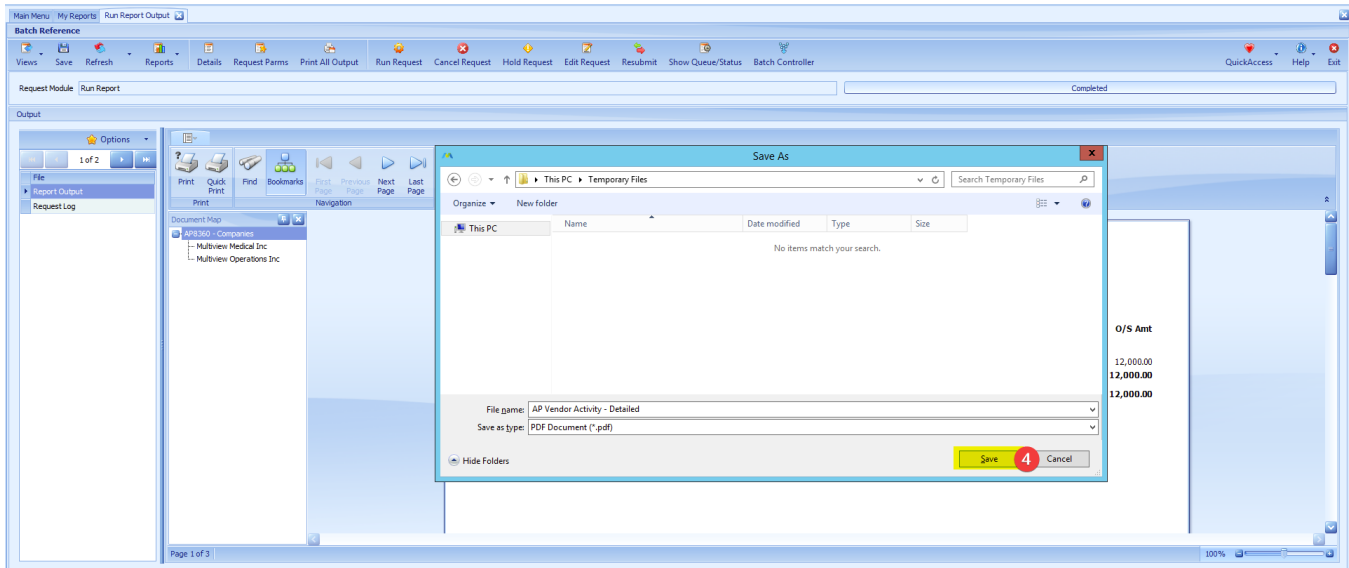 Main Menu My Reports Run Report Output
Batch Reference
Views Save Refresh Reports Details Request Parms Print All Output Run Request Cancel Request Hold Request Edit Request Resubmit Show Queue/Status Batch Controller QuickAccess Help Exit
Request Module Run Report Completed
Output
Options
1 of 2
File
Report Output
Request Log
Print Quick Print Find Bookmarks First Page Previous Page Next Page Last Page
Print Navigation
Document Map
AP8360 - Companies
Multiview Medical Inc
Multiview Operations Inc
Save As
This PC Temporary Files Search Temporary Files
Organize New folder
This PC Name Date modified Type Size
No items match your search.
O/S Amt
12,000.00
12,000.00
12,000.00
File name: AP Vendor Activity - Detailed
Save as type: PDF Document (*.pdf)
Hide Folders Save 4 Cancel
Page 1 of 3 100%